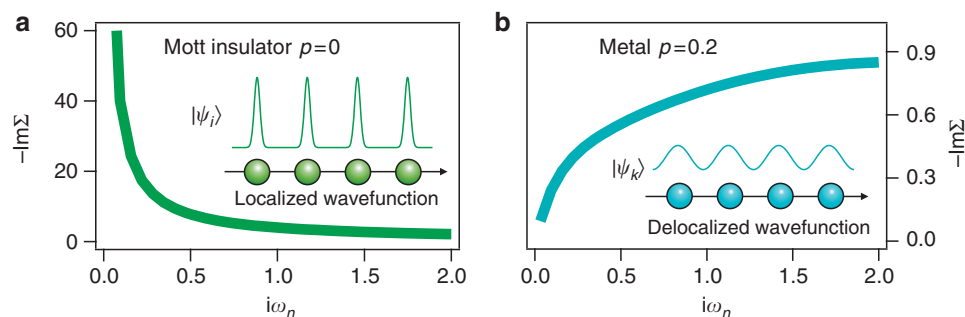 a
Mott insulator p=0
60
40
20
0
−ImΣ
|ψi⟩
Localized wavefunction
0.0 0.5 1.0 1.5 2.0
iωn
b
Metal p=0.2
0.9
0.6
0.3
0.0
−ImΣ
|ψk⟩
Delocalized wavefunction
0.0 0.5 1.0 1.5 2.0
iωn